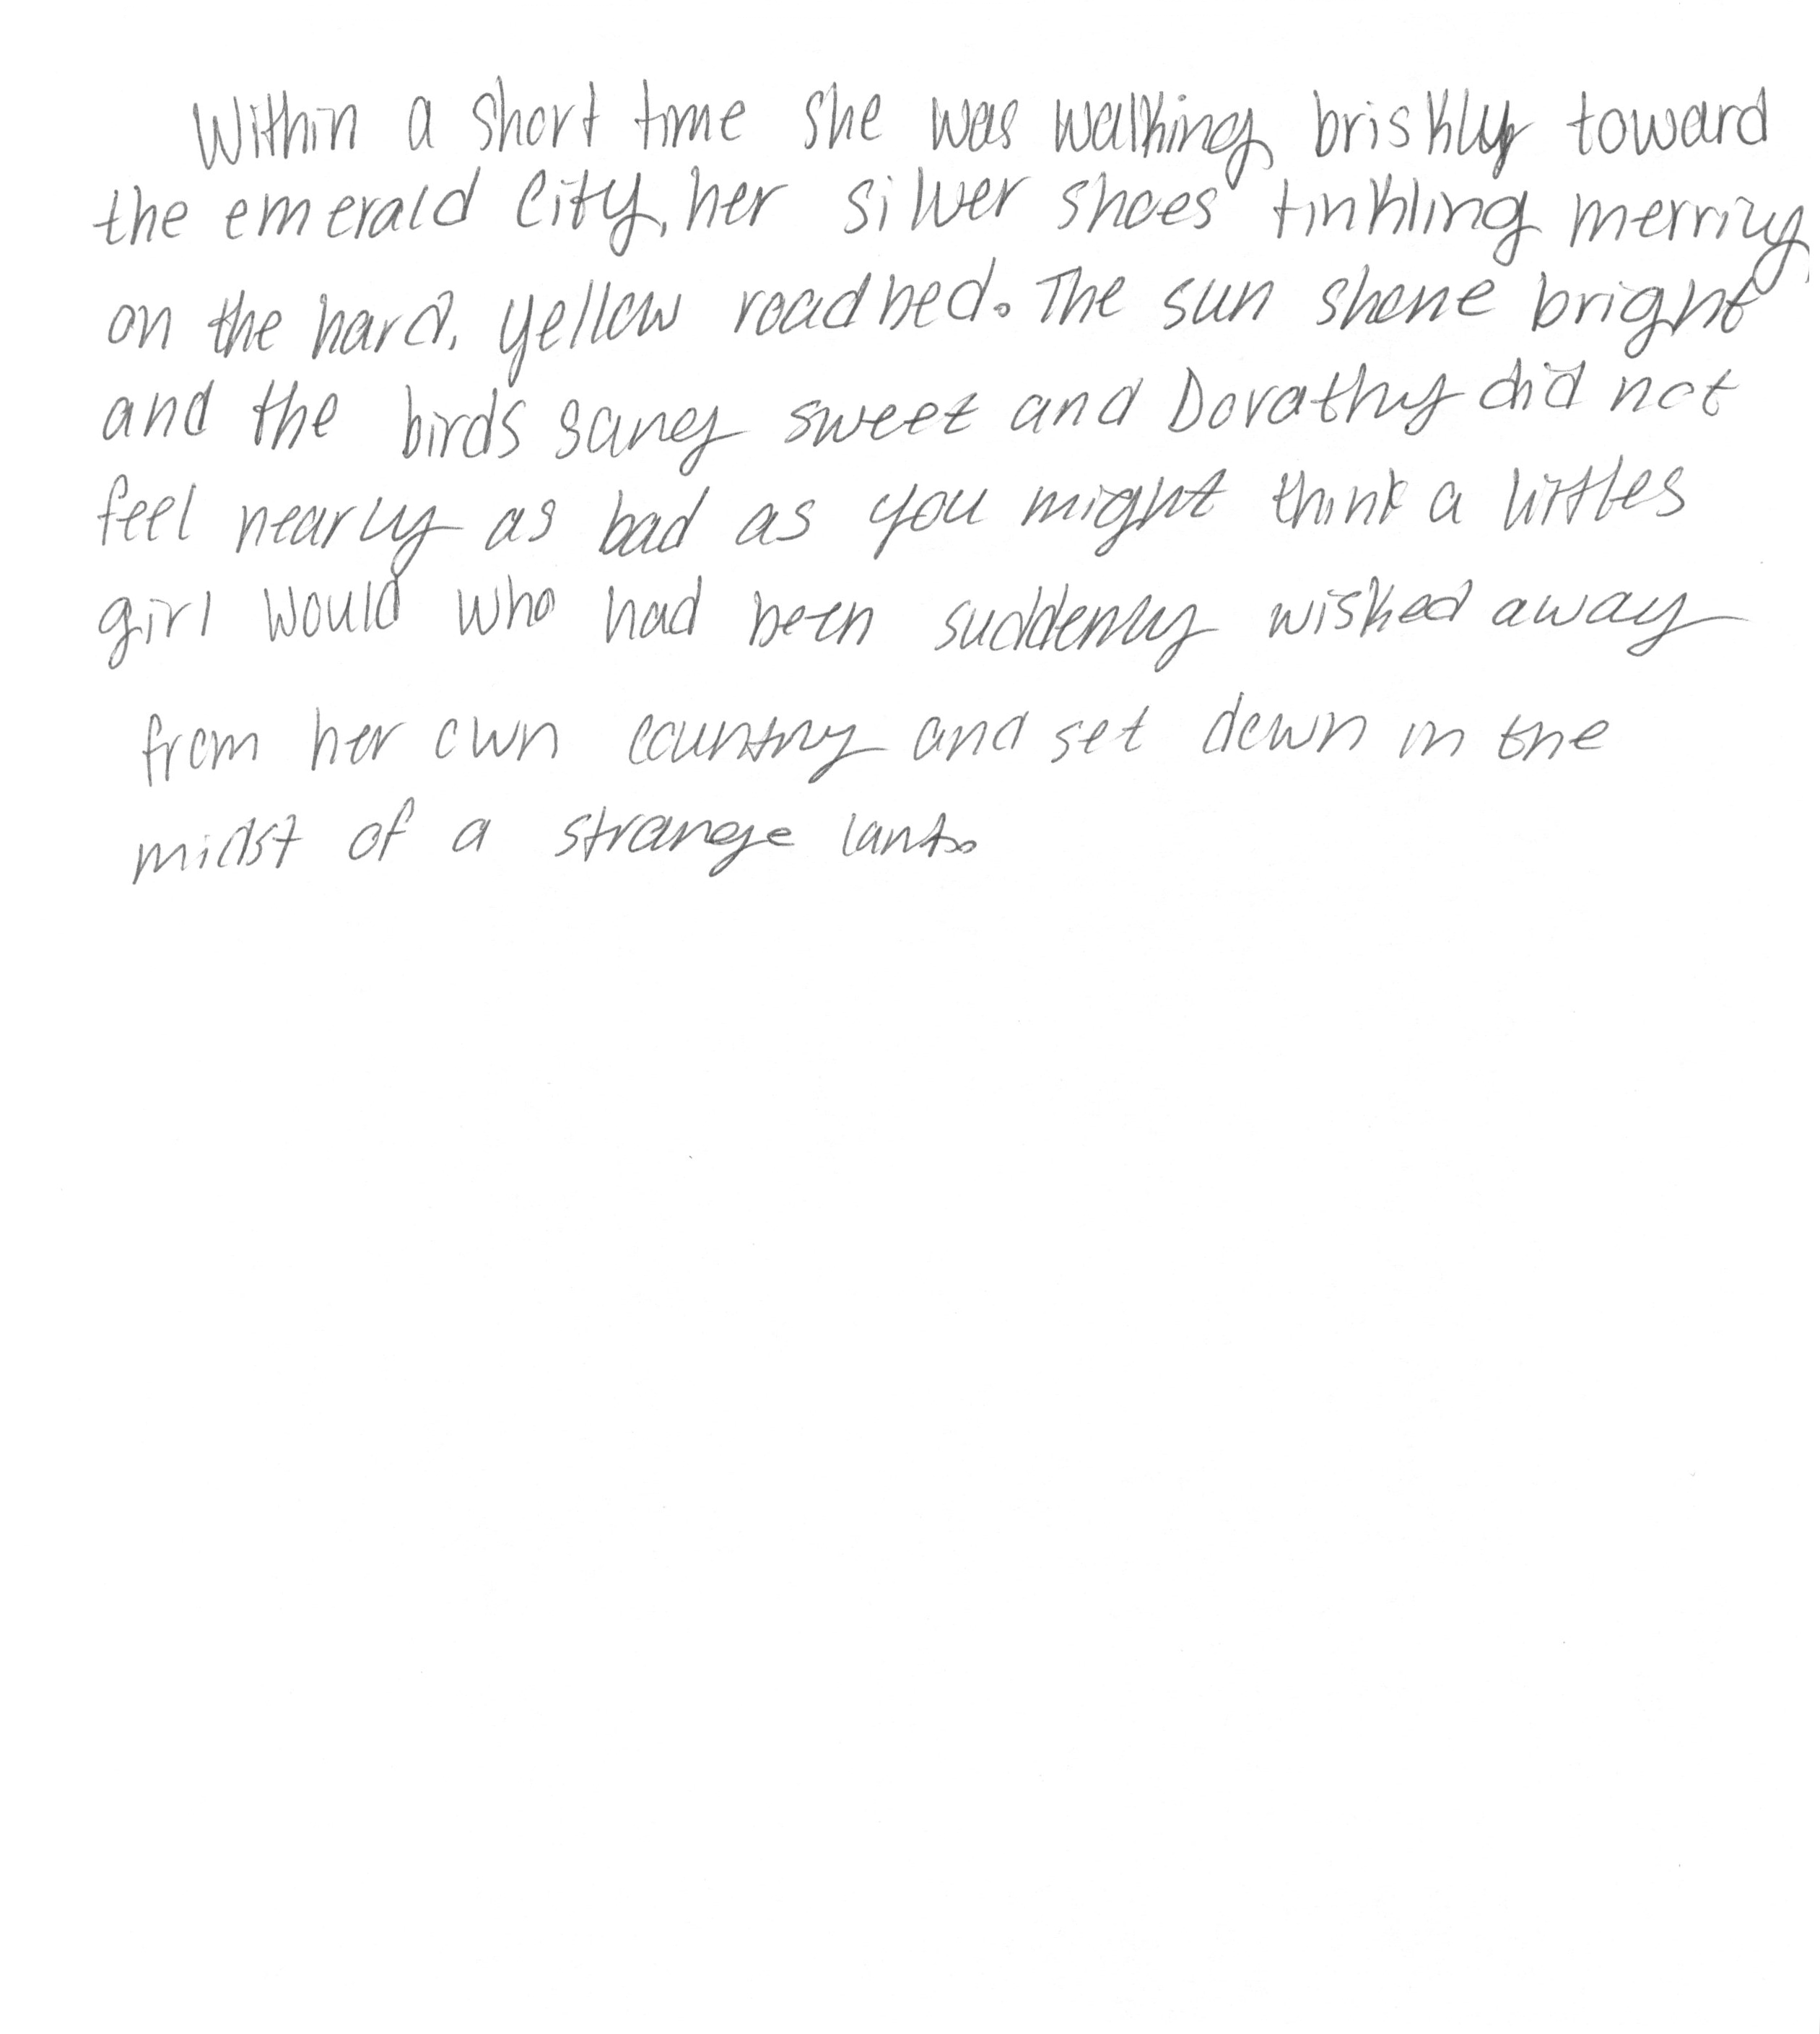 Within a short time she was walking briskly toward
the emerald City, her silver shoes tinkling merrily
on the hard, yellow roadbed. The sun shone bright
and the birds sang sweet and Dorathy did not
feel nearly as bad as you might think a littles
girl would who had been suddenly wisked away
from her own country and set down in the
midst of a strange land.